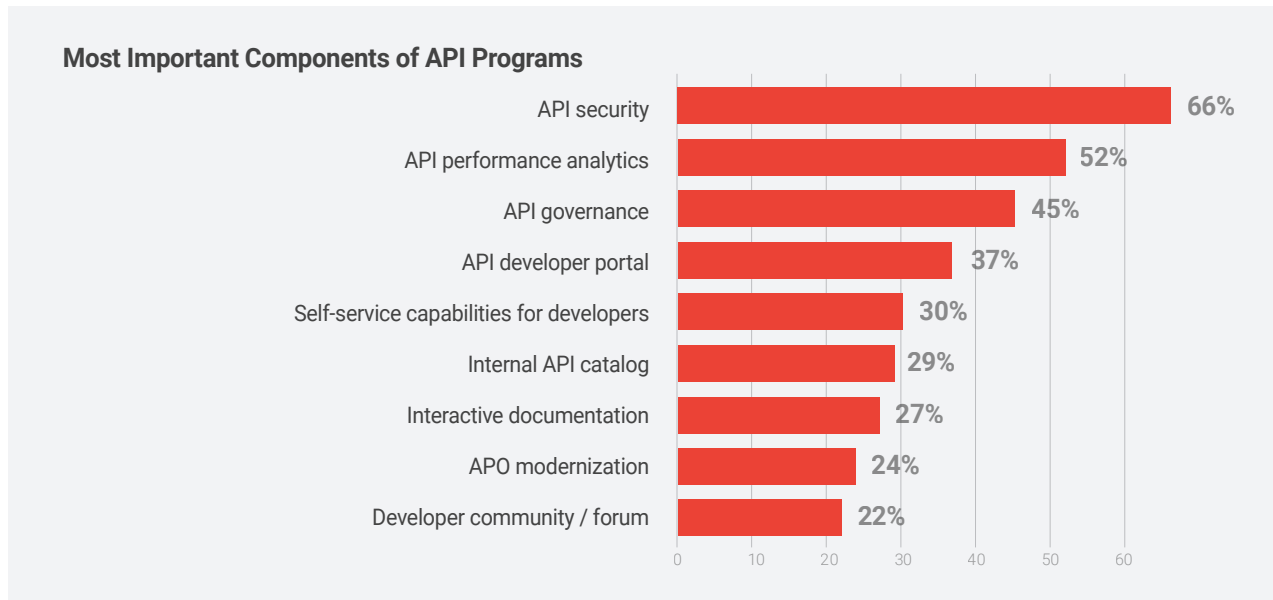 Most Important Components of API Programs
API security 66%
API performance analytics 52%
API governance 45%
API developer portal 37%
Self-service capabilities for developers 30%
Internal API catalog 29%
Interactive documentation 27%
APO modernization 24%
Developer community / forum 22%
0 10 20 30 40 50 60